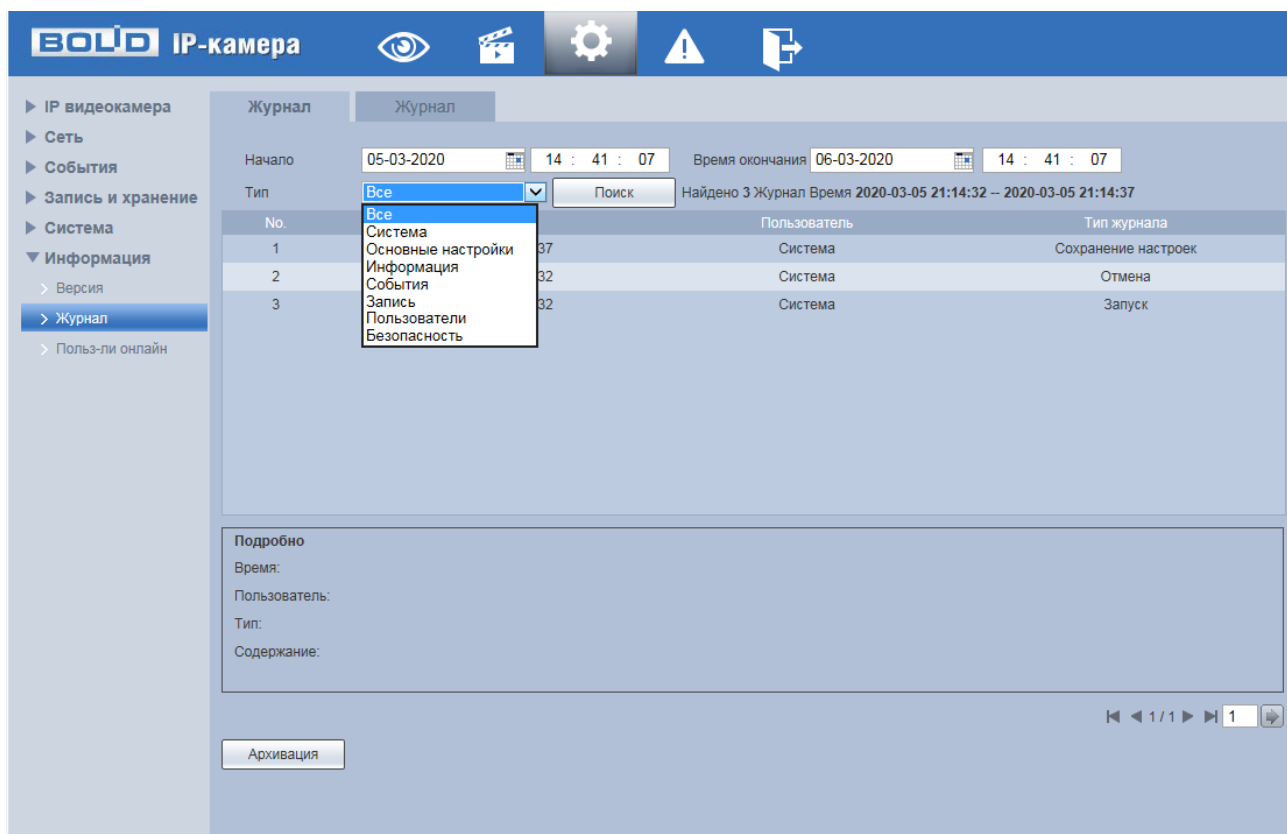 BOLID IP-камера
IP видеокамера
Сеть
События
Запись и хранение
Система
Информация
Версия
Журнал
Польз-ли онлайн
Журнал Журнал
Начало 05-03-2020 14 : 41 : 07 Время окончания 06-03-2020 14 : 41 : 07
Тип Все Поиск Найдено 3 Журнал Время 2020-03-05 21:14:32 -- 2020-03-05 21:14:37
Все
Система
Основные настройки
Информация
События
Запись
Пользователи
Безопасность
No. Пользователь Тип журнала
1 37 Система Сохранение настроек
2 32 Система Отмена
3 32 Система Запуск
Подробно
Время:
Пользователь:
Тип:
Содержание:
1 / 1 1
Архивация